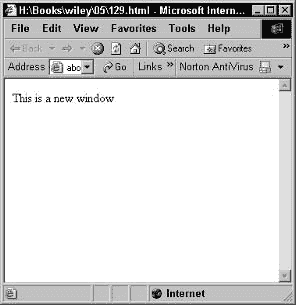 H:\Books\wiley\05\129.html - Microsoft Intern...
File Edit View Favorites Tools Help
Back Search Favorites »
Address abo Go Links » Norton AntiVirus
This is a new window
Internet